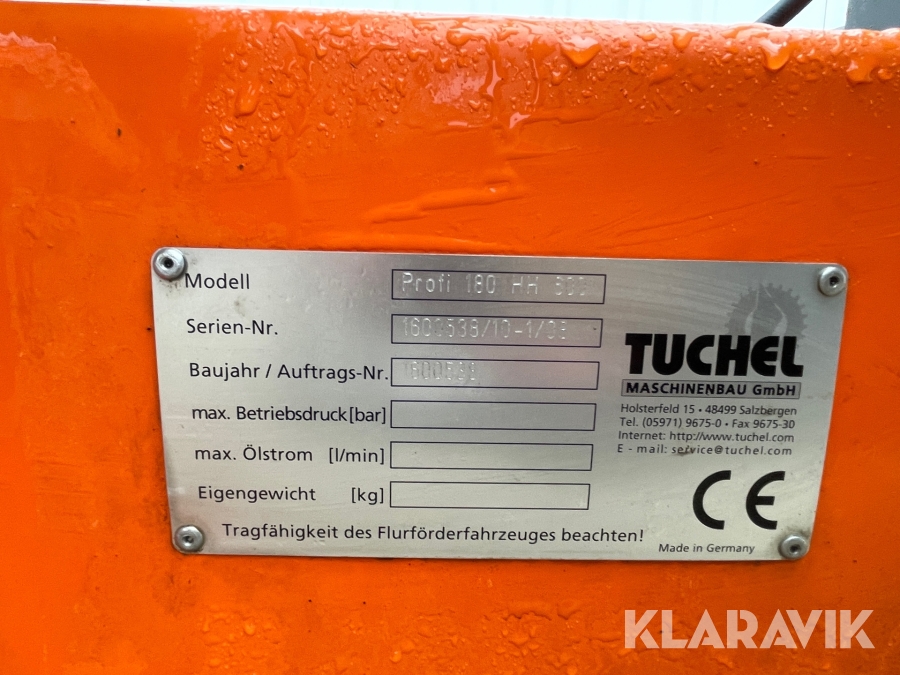 Modell Profi 180 HH
Serien-Nr.
Baujahr / Auftrags-Nr.
max. Betriebsdruck [bar]
max. Ölstrom [l/min]
Eigengewicht [kg]
Tragfähigkeit des Flurförderfahrzeuges beachten!
TUCHEL
MASCHINENBAU GmbH
Holsterfeld 15 • 48499 Salzbergen
Tel. (05971) 9675-0 • Fax 9675-30
Internet: http://www.tuchel.com
E - mail: service@tuchel.com
CE
Made in Germany
KLARAVIK